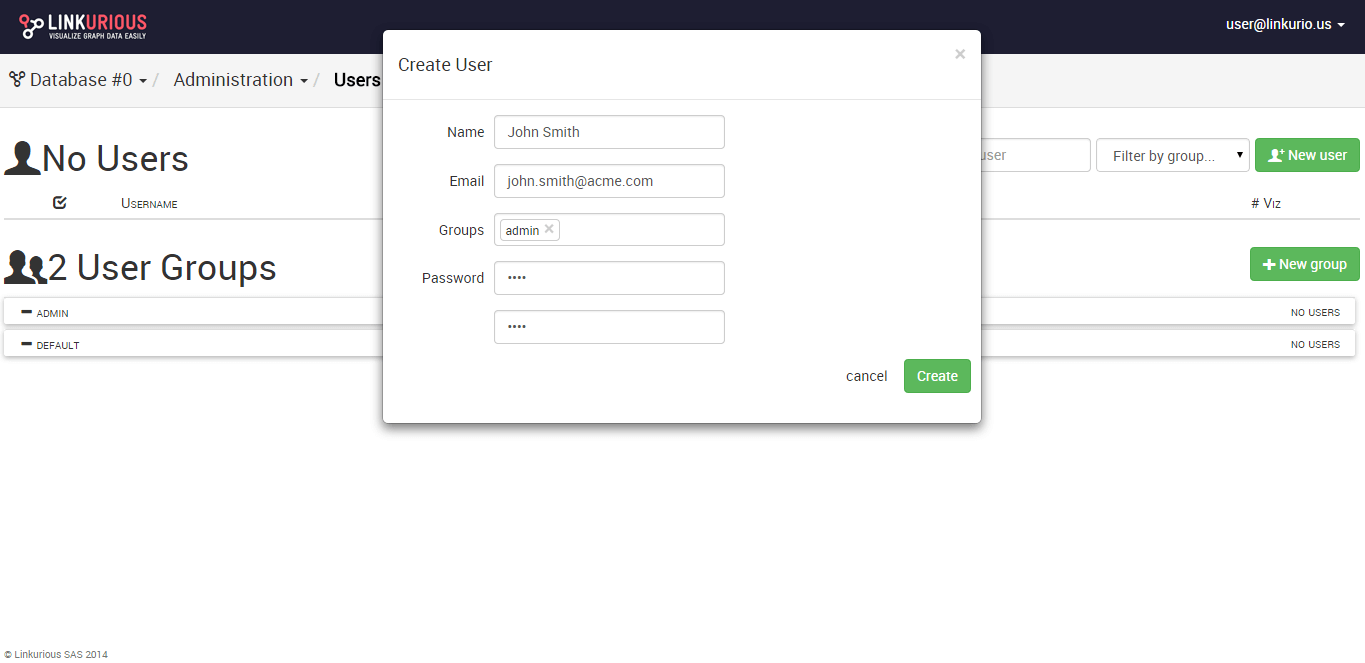 LINKURIOUS
VISUALIZE GRAPH DATA EASILY
user@linkurio.us
Database #0 / Administration / Users
Create User
×
Name John Smith
Email john.smith@acme.com
Groups admin ×
Password ••••
••••
cancel Create
No Users
user Filter by group... New user
Username # Viz
2 User Groups
New group
ADMIN NO USERS
DEFAULT NO USERS
© Linkurious SAS 2014